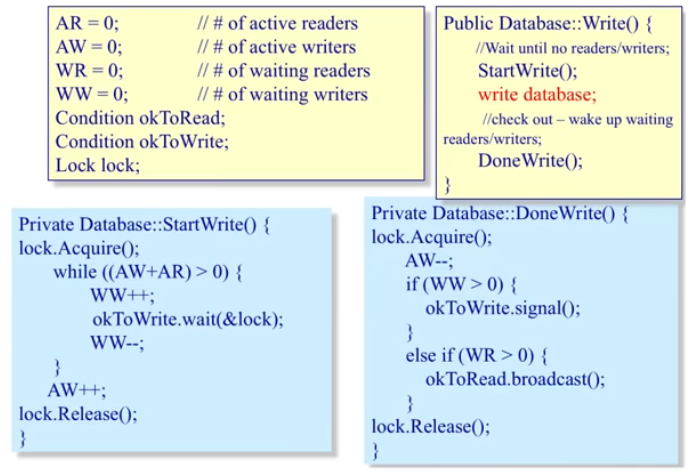 AR = 0; // # of active readers
AW = 0; // # of active writers
WR = 0; // # of waiting readers
WW = 0; // # of waiting writers
Condition okToRead;
Condition okToWrite;
Lock lock;
Public Database::Write() {
//Wait until no readers/writers;
StartWrite();
write database;
//check out – wake up waiting
readers/writers;
DoneWrite();
}
Private Database::StartWrite() {
lock.Acquire();
while ((AW+AR) > 0) {
WW++;
okToWrite.wait(&lock);
WW--;
}
AW++;
lock.Release();
}
Private Database::DoneWrite() {
lock.Acquire();
AW--;
if (WW > 0) {
okToWrite.signal();
}
else if (WR > 0) {
okToRead.broadcast();
}
lock.Release();
}